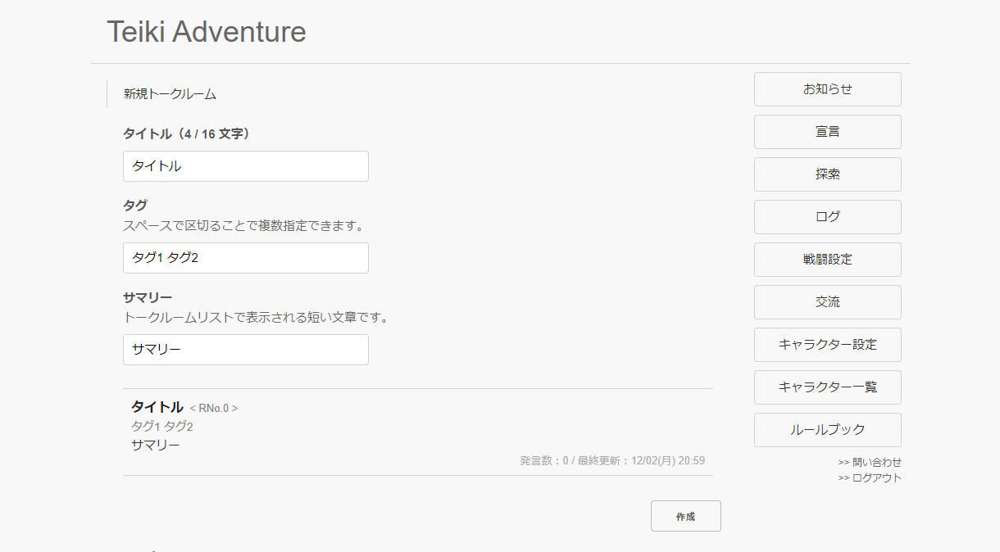 Teiki Adventure
新規トークルーム
タイトル（4 / 16 文字）
タイトル
タグ
スペースで区切ることで複数指定できます。
タグ1 タグ2
サマリー
トークルームリストで表示される短い文章です。
サマリー
タイトル < RNo.0 >
タグ1 タグ2
サマリー
発言数：0 / 最終更新：12/02(月) 20:59
作成
お知らせ
宣言
探索
ログ
戦闘設定
交流
キャラクター設定
キャラクター一覧
ルールブック
>> 問い合わせ
>> ログアウト